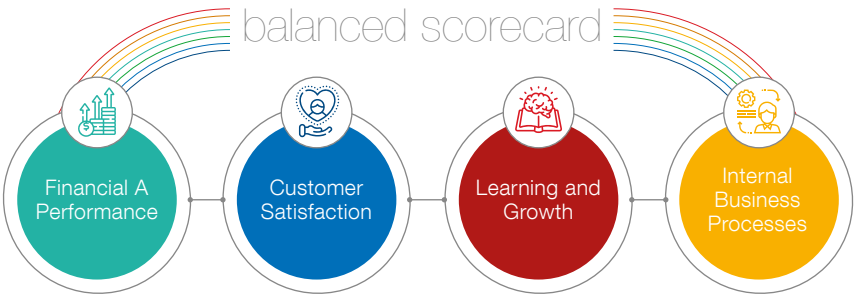 balanced scorecard
Financial A
Performance
Customer
Satisfaction
Learning and
Growth
Internal
Business
Processes